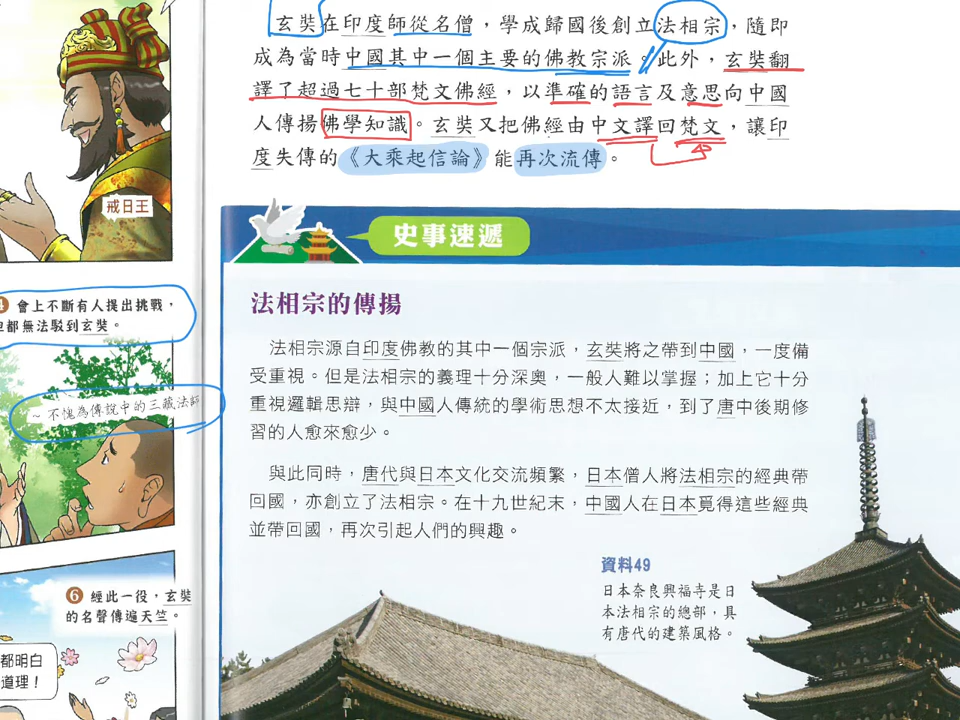 玄奘在印度師從名僧，學成歸國後創立法相宗，隨即
成為當時中國其中一個主要的佛教宗派。此外，玄奘翻
譯了超過七十部梵文佛經，以準確的語言及意思向中國
人傳揚佛學知識。玄奘又把佛經由中文譯回梵文，讓印
度失傳的《大乘起信論》能再次流傳。
戒日王
會上不斷有人提出挑戰，
但都無法駁到玄奘。
~不愧為傳說中的三藏法師
6 經此一役，玄奘
的名聲傳遍天竺。
都明白
道理！
史事速遞
法相宗的傳揚
法相宗源自印度佛教的其中一個宗派，玄奘將之帶到中國，一度備
受重視。但是法相宗的義理十分深奧，一般人難以掌握；加上它十分
重視邏輯思辯，與中國人傳統的學術思想不太接近，到了唐中後期修
習的人愈來愈少。
與此同時，唐代與日本文化交流頻繁，日本僧人將法相宗的經典帶
回國，亦創立了法相宗。在十九世紀末，中國人在日本覓得這些經典
並帶回國，再次引起人們的興趣。
資料49
日本奈良興福寺是日
本法相宗的總部，具
有唐代的建築風格。